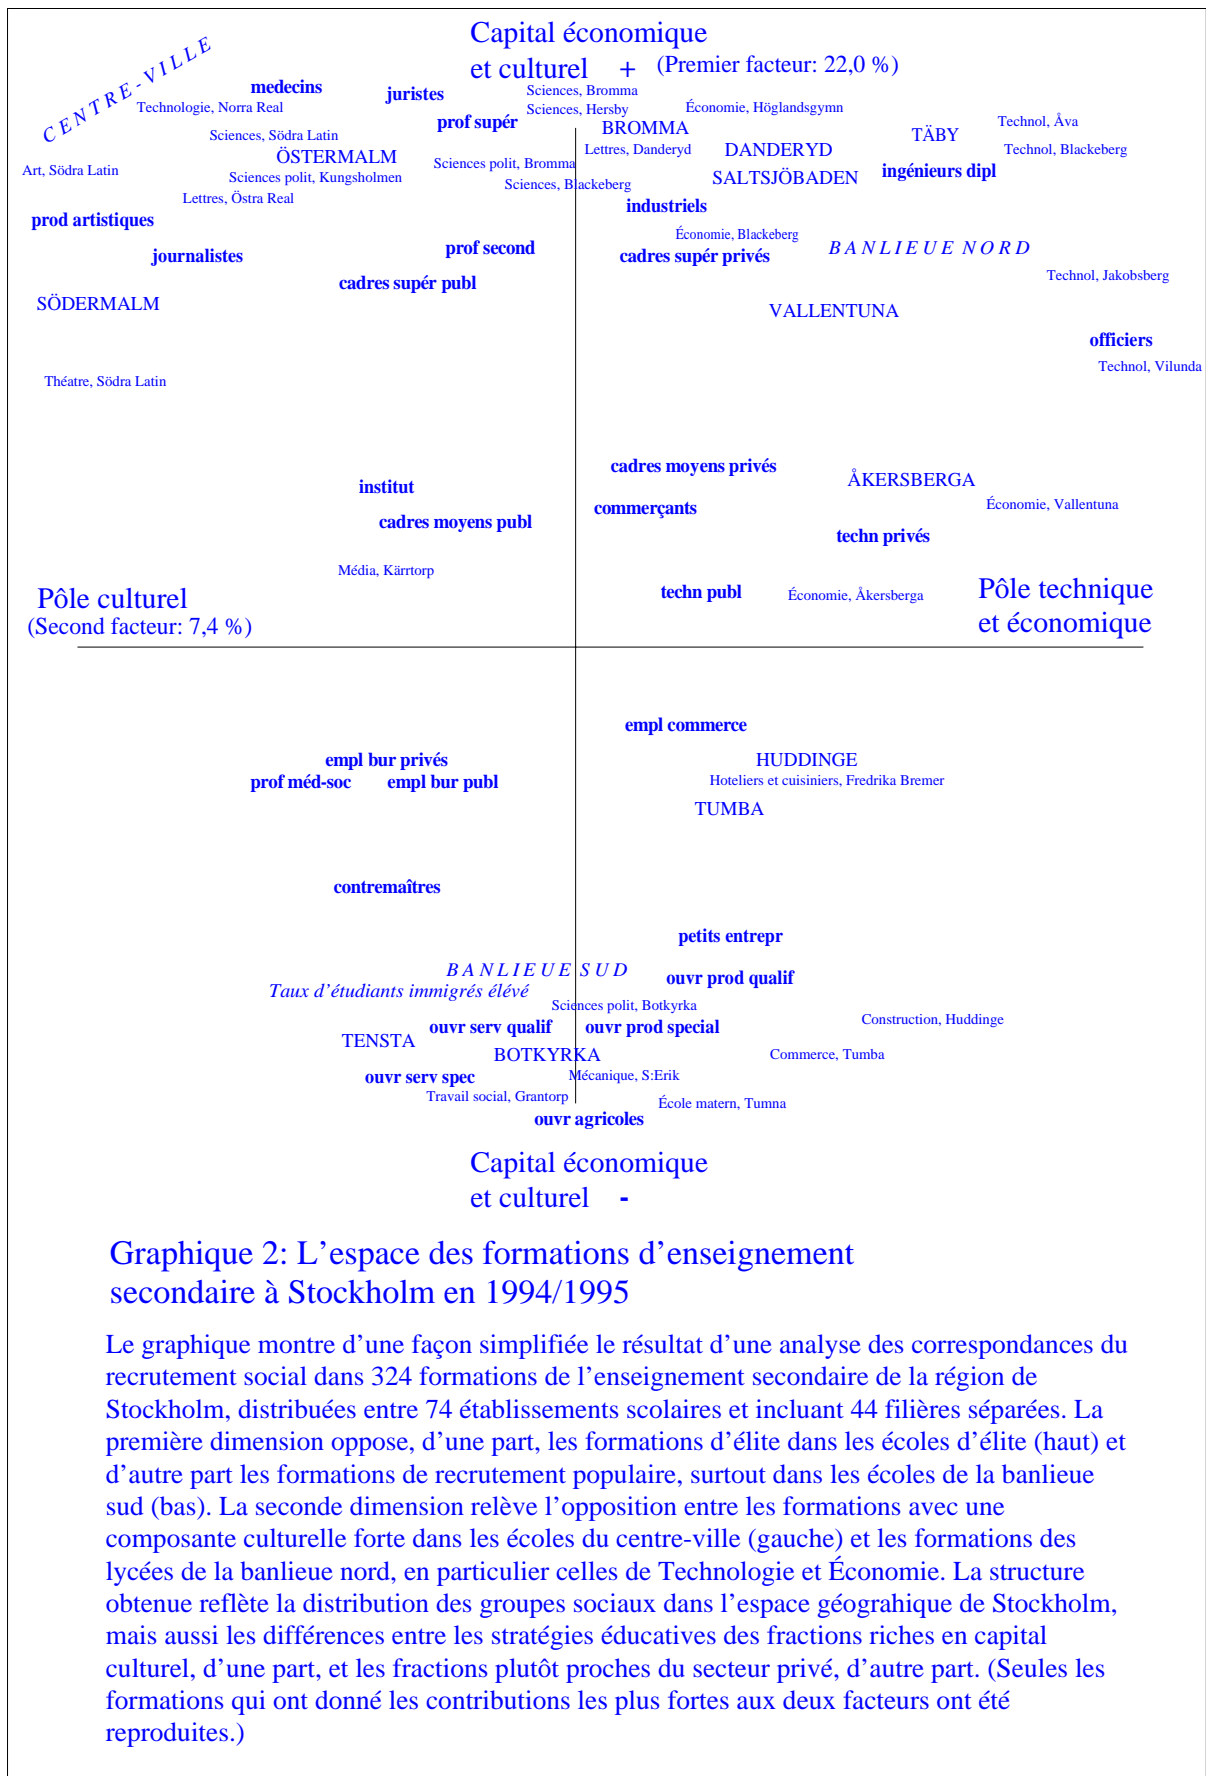 Capital économique
et culturel + (Premier facteur: 22,0 %)
CENTRE-VILLE
medecins
juristes
Sciences, Bromma
Technologie, Norra Real
Sciences, Hersby
Économie, Höglandsgymn
prof supér
BROMMA
Technol, Åva
Sciences, Södra Latin
TÄBY
Lettres, Danderyd
DANDERYD
Technol, Blackeberg
ÖSTERMALM
Sciences polit, Bromma
Art, Södra Latin
ingénieurs dipl
Sciences polit, Kungsholmen
SALTSJÖBADEN
Sciences, Blackeberg
Lettres, Östra Real
industriels
prod artistiques
Économie, Blackeberg
prof second
BANLIEUE NORD
journalistes
cadres supér privés
Technol, Jakobsberg
cadres supér publ
SÖDERMALM
VALLENTUNA
officiers
Technol, Vilunda
Théatre, Södra Latin
cadres moyens privés
ÅKERSBERGA
institut
Économie, Vallentuna
commerçants
cadres moyens publ
techn privés
Média, Kärrtorp
Pôle technique
et économique
techn publ
Économie, Åkersberga
Pôle culturel
(Second facteur: 7,4 %)
empl commerce
empl bur privés
HUDDINGE
prof méd-soc
empl bur publ
Hoteliers et cuisiniers, Fredrika Bremer
TUMBA
contremaîtres
petits entrepr
BANLIEUE SUD
ouvr prod qualif
Taux d’étudiants immigrés élévé
Sciences polit, Botkyrka
Construction, Huddinge
ouvr serv qualif
ouvr prod special
TENSTA
BOTKYRKA
Commerce, Tumba
ouvr serv spec
Mécanique, S:Erik
Travail social, Grantorp
École matern, Tumna
ouvr agricoles
Capital économique
et culturel -
Graphique 2: L’espace des formations d’enseignement
secondaire à Stockholm en 1994/1995
Le graphique montre d’une façon simplifiée le résultat d’une analyse des correspondances du
recrutement social dans 324 formations de l’enseignement secondaire de la région de
Stockholm, distribuées entre 74 établissements scolaires et incluant 44 filières séparées. La
première dimension oppose, d’une part, les formations d’élite dans les écoles d’élite (haut) et
d’autre part les formations de recrutement populaire, surtout dans les écoles de la banlieue
sud (bas). La seconde dimension relève l’opposition entre les formations avec une
composante culturelle forte dans les écoles du centre-ville (gauche) et les formations des
lycées de la banlieue nord, en particulier celles de Technologie et Économie. La structure
obtenue reflète la distribution des groupes sociaux dans l’espace géograhique de Stockholm,
mais aussi les différences entre les stratégies éducatives des fractions riches en capital
culturel, d’une part, et les fractions plutôt proches du secteur privé, d’autre part. (Seules les
formations qui ont donné les contributions les plus fortes aux deux facteurs ont été
reproduites.)